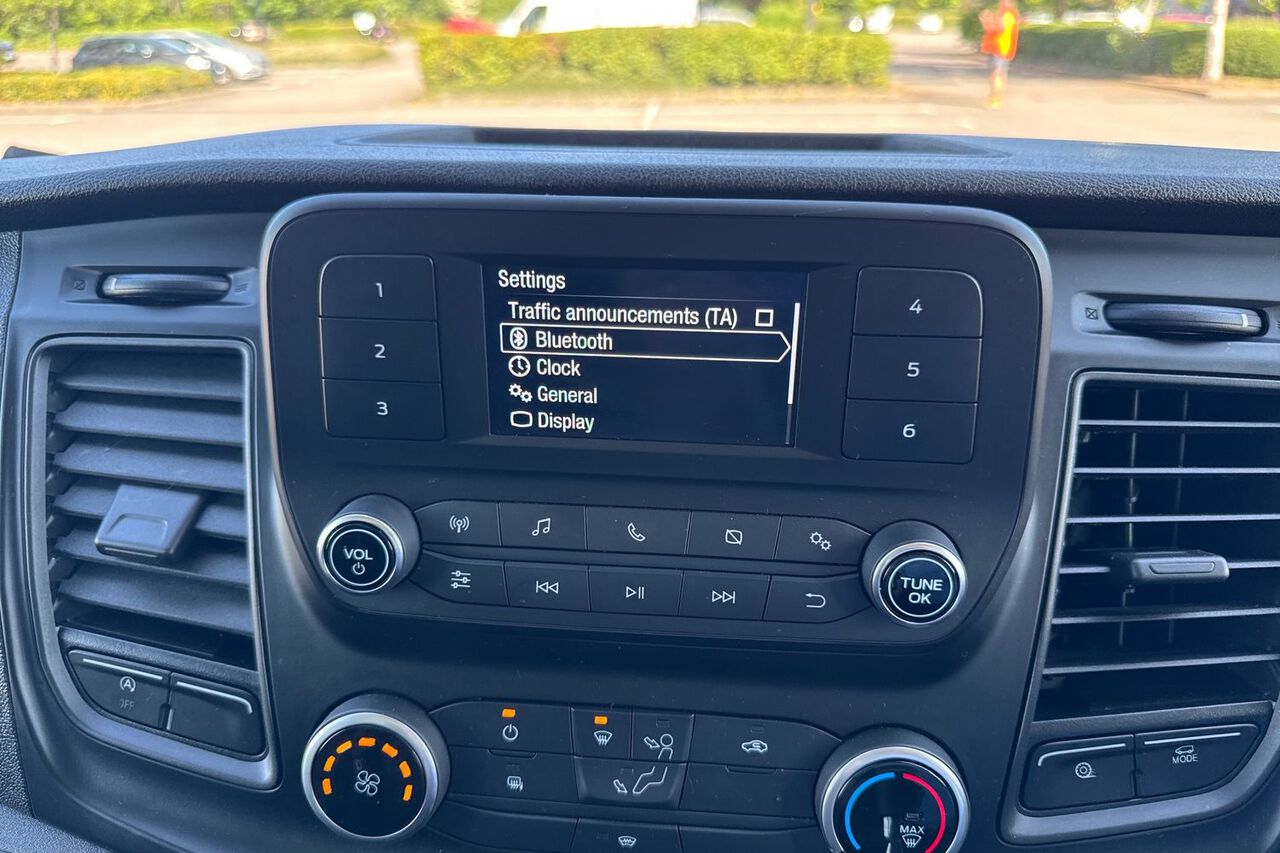 Settings
Traffic announcements (TA)
Bluetooth
Clock
General
Display
1
2
3
4
5
6
VOL
TUNE
OK
A
OFF
MODE
MAX